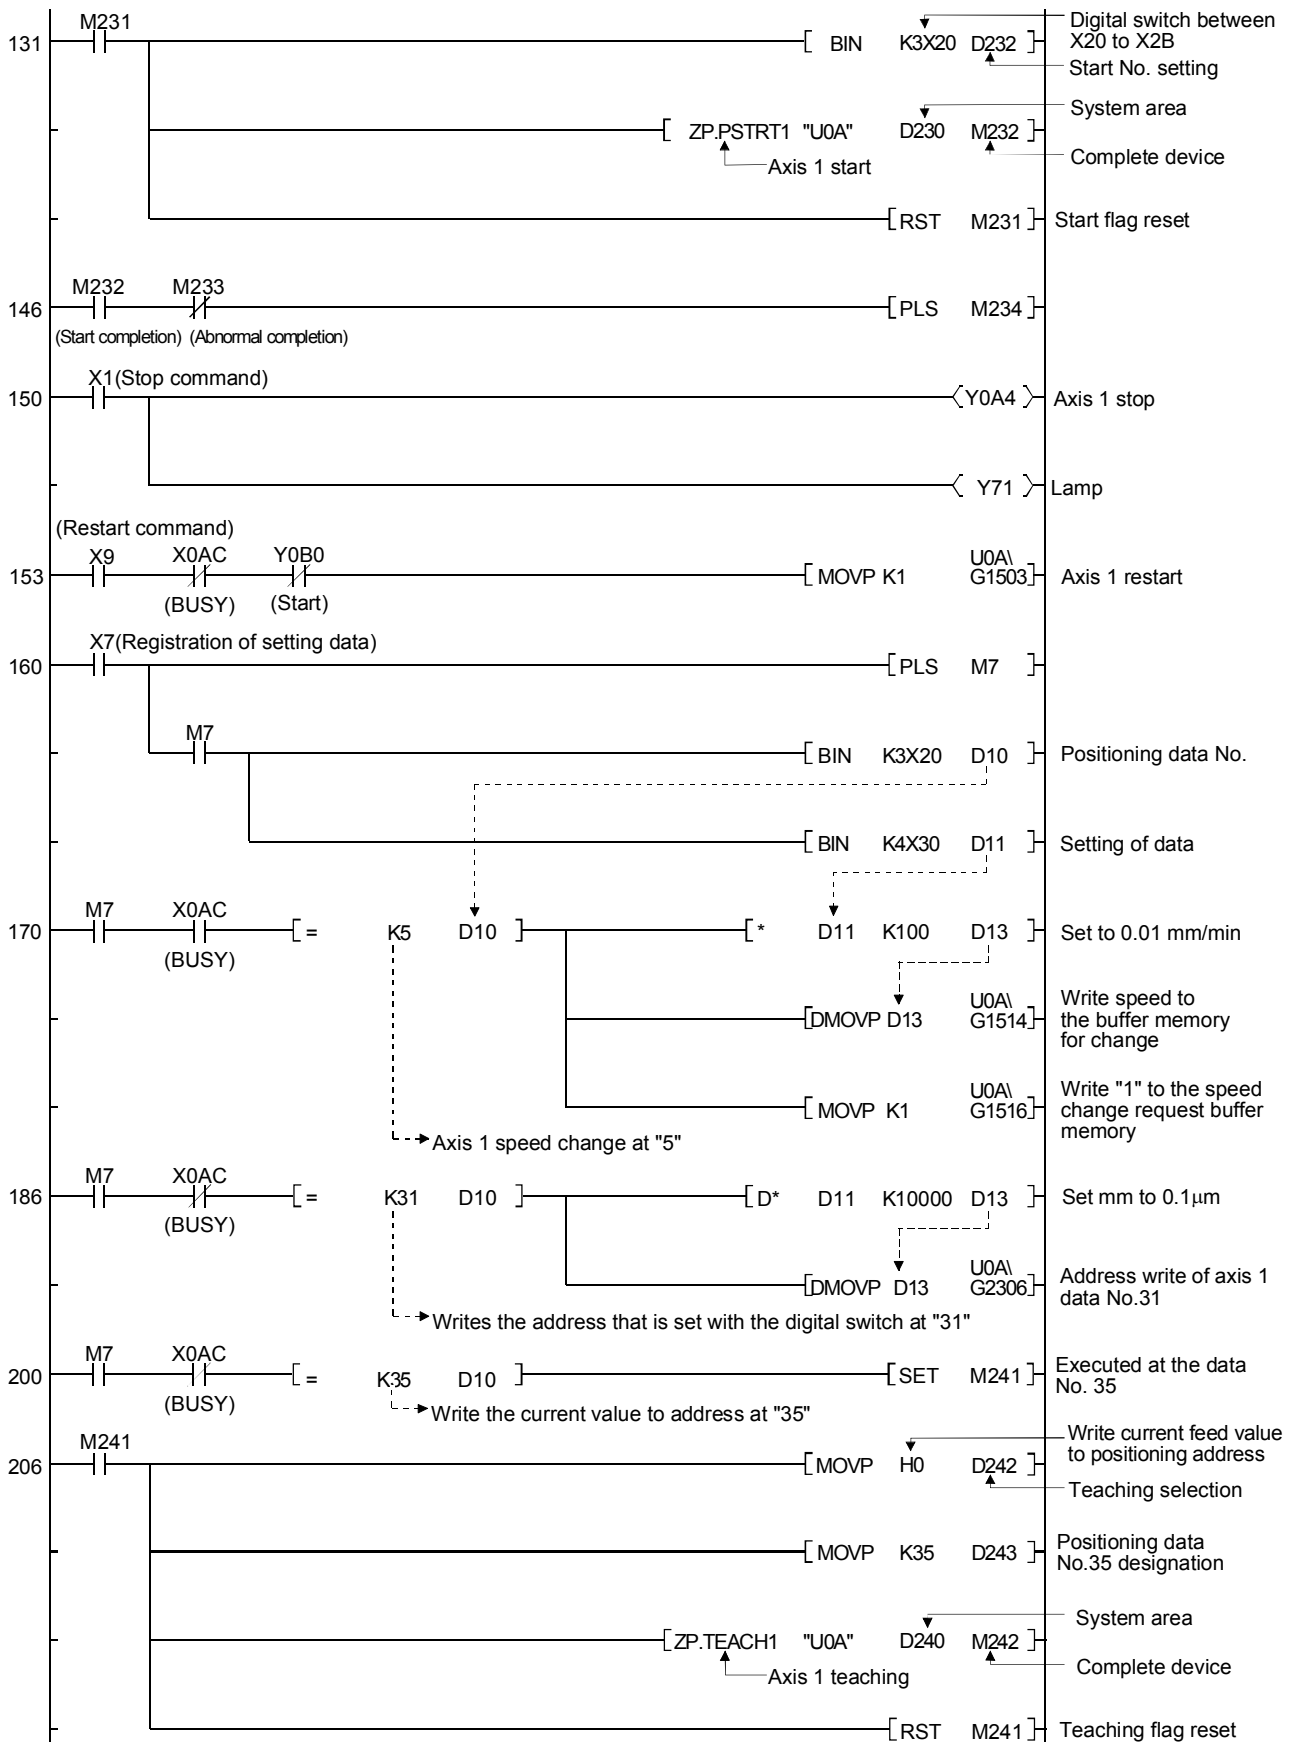 M231
131
BIN K3X20 D232
Digital switch between
X20 to X2B
Start No. setting
System area
ZP.PSTRT1 "U0A" D230 M232
Axis 1 start
Complete device
RST M231
Start flag reset
M232 M233
146
PLS M234
(Start completion) (Abnormal completion)
X1(Stop command)
150
Y0A4
Axis 1 stop
Y71
Lamp
(Restart command)
X9 X0AC Y0B0
153
MOVP K1 U0A\
G1503
Axis 1 restart
(BUSY) (Start)
X7(Registration of setting data)
160
PLS M7
M7
BIN K3X20 D10
Positioning data No.
BIN K4X30 D11
Setting of data
M7 X0AC
170
= K5 D10
* D11 K100 D13
Set to 0.01 mm/min
(BUSY)
DMOVP D13 U0A\
G1514
Write speed to
the buffer memory
for change
MOVP K1 U0A\
G1516
Write "1" to the speed
change request buffer
memory
Axis 1 speed change at "5"
M7 X0AC
186
= K31 D10
D* D11 K10000 D13
Set mm to 0.1μm
(BUSY)
DMOVP D13 U0A\
G2306
Address write of axis 1
data No.31
Writes the address that is set with the digital switch at "31"
M7 X0AC
200
= K35 D10
SET M241
Executed at the data
No. 35
(BUSY)
Write the current value to address at "35"
M241
206
MOVP H0 D242
Write current feed value
to positioning address
Teaching selection
MOVP K35 D243
Positioning data
No.35 designation
System area
ZP.TEACH1 "U0A" D240 M242
Axis 1 teaching
Complete device
RST M241
Teaching flag reset